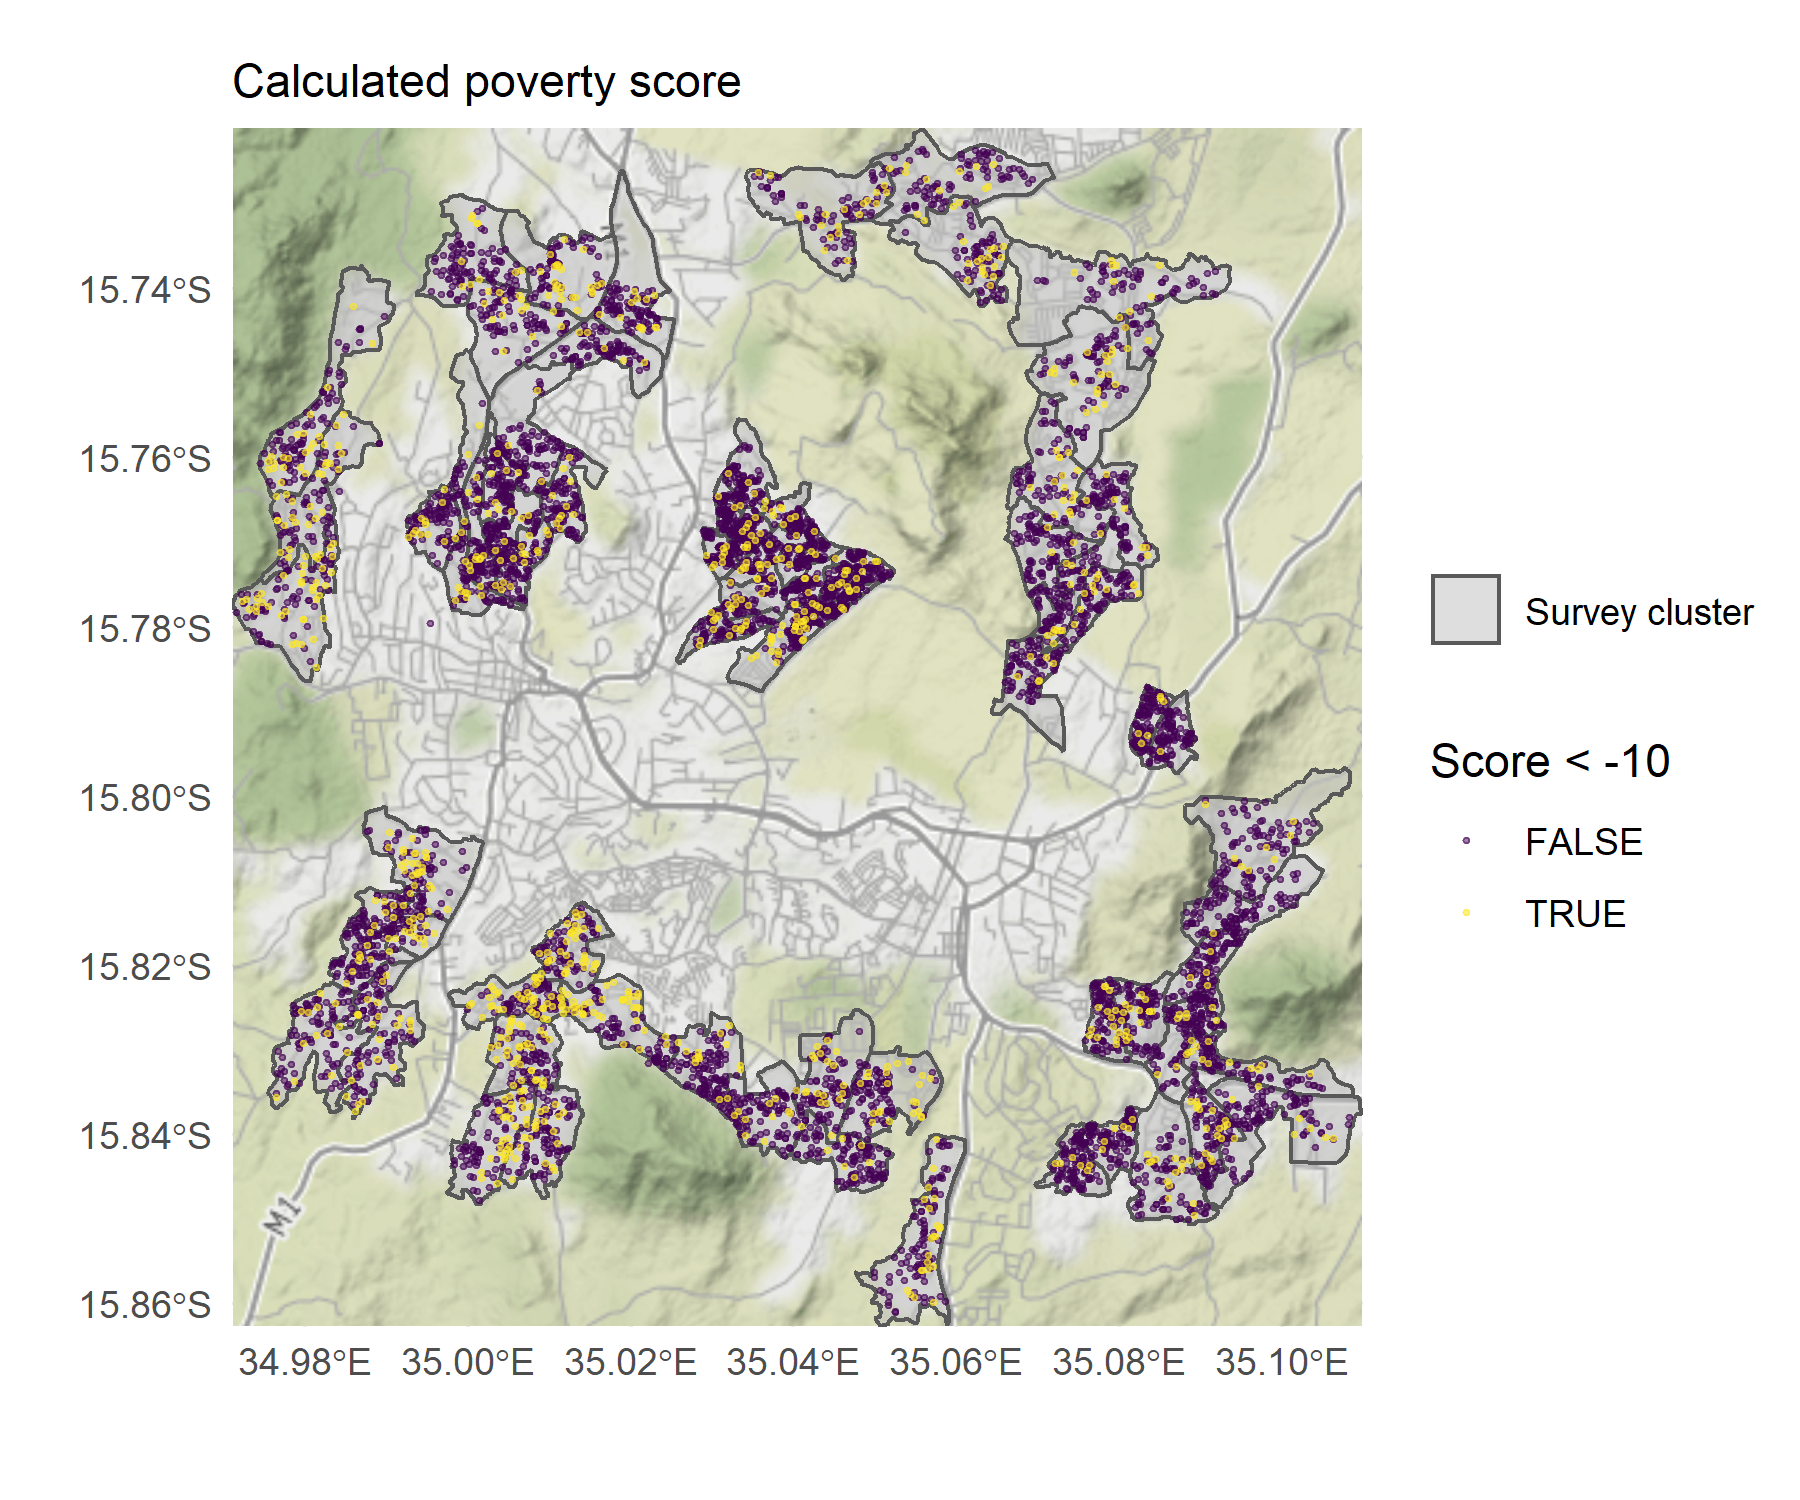 Calculated poverty score
15.74°S
15.76°S
15.78°S
15.80°S
15.82°S
15.84°S
15.86°S
34.98°E 35.00°E 35.02°E 35.04°E 35.06°E 35.08°E 35.10°E
M1
Survey cluster
Score < -10
FALSE
TRUE